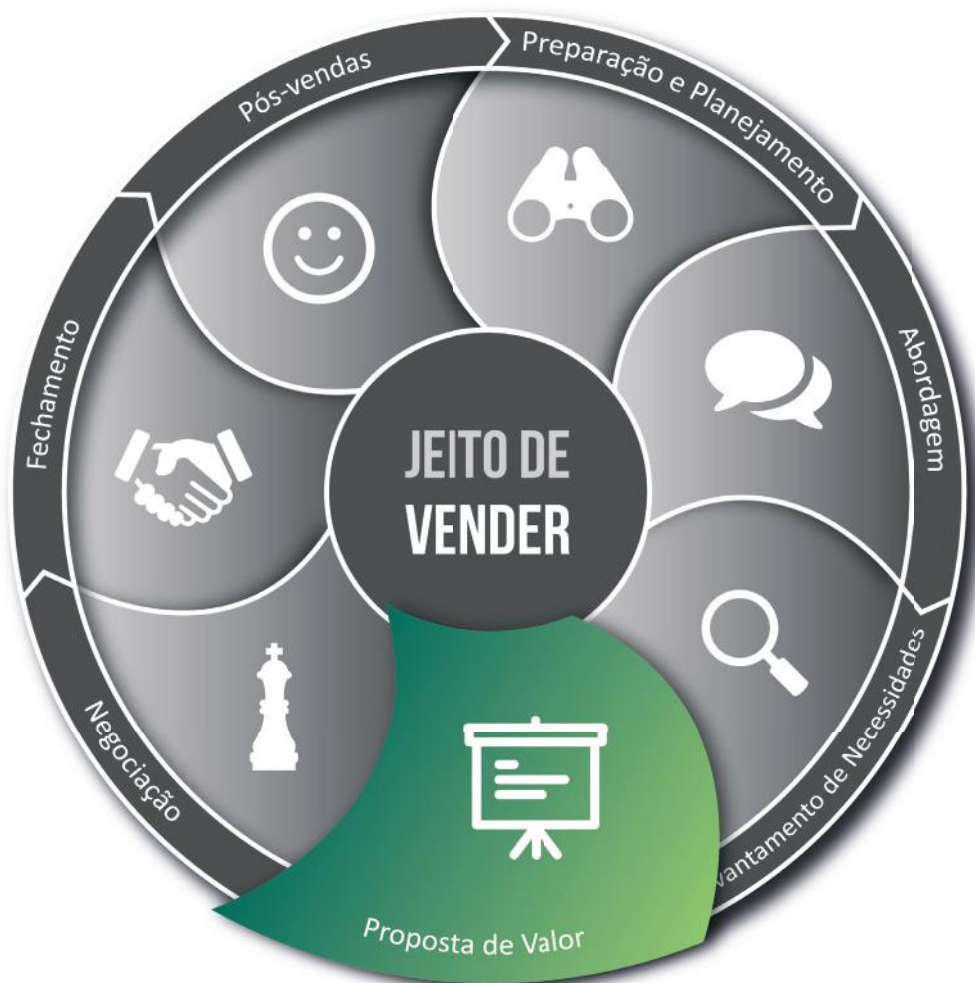 Preparação e Planejamento
Abordagem
vantamento de Necessidades
Proposta de Valor
Negociação
Fechamento
Pós-vendas
JEITO DE
VENDER